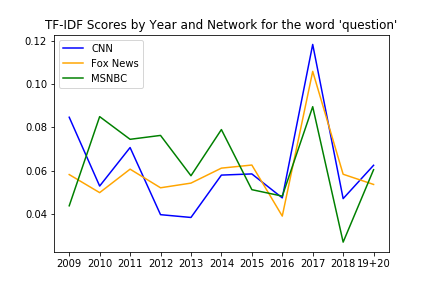 TF-IDF Scores by Year and Network for the word 'question'
0.12
0.10
0.08
0.06
0.04
CNN
Fox News
MSNBC
2009 2010 2011 2012 2013 2014 2015 2016 2017 2018 19+20